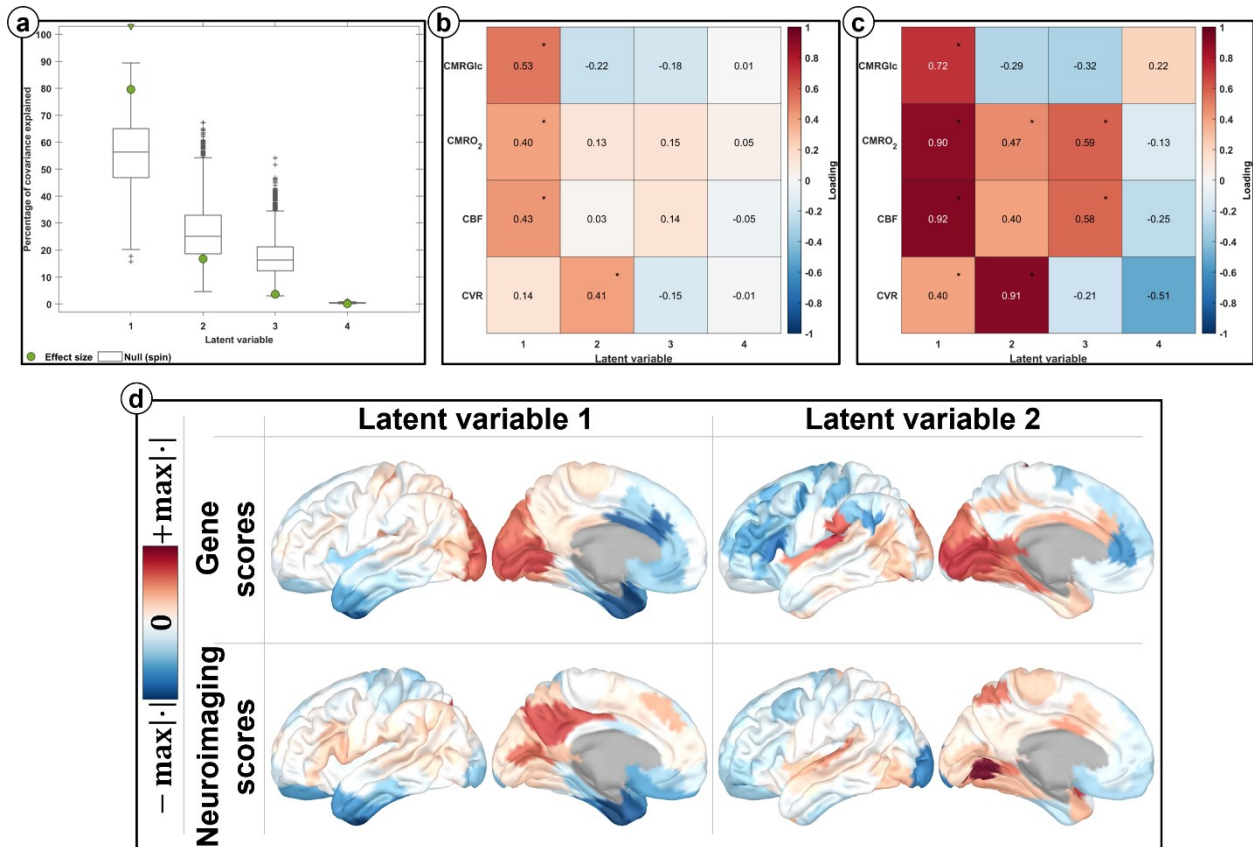 a
100
90
80
70
60
50
40
30
20
10
0
Percentage of covariance explained
1 2 3 4
Latent variable
Effect size Null (spin)
b
CMRGlc 0.53 * -0.22 -0.18 0.01
CMRO2 0.40 * 0.13 0.15 0.05
CBF 0.43 * 0.03 0.14 -0.05
CVR 0.14 0.41 * -0.15 -0.01
1 2 3 4
Latent variable
1
0.8
0.6
0.4
0.2
0
-0.2
-0.4
-0.6
-0.8
-1
Loading
c
CMRGlc 0.72 * -0.29 -0.32 0.22
CMRO2 0.90 * 0.47 * 0.59 * -0.13
CBF 0.92 * 0.40 0.58 * -0.25
CVR 0.40 * 0.91 * -0.21 -0.51
1 2 3 4
Latent variable
1
0.8
0.6
0.4
0.2
0
-0.2
-0.4
-0.6
-0.8
-1
Loading
d
Latent variable 1 Latent variable 2
− max|·| 0 +max|·|
Gene
scores
Neuroimaging
scores